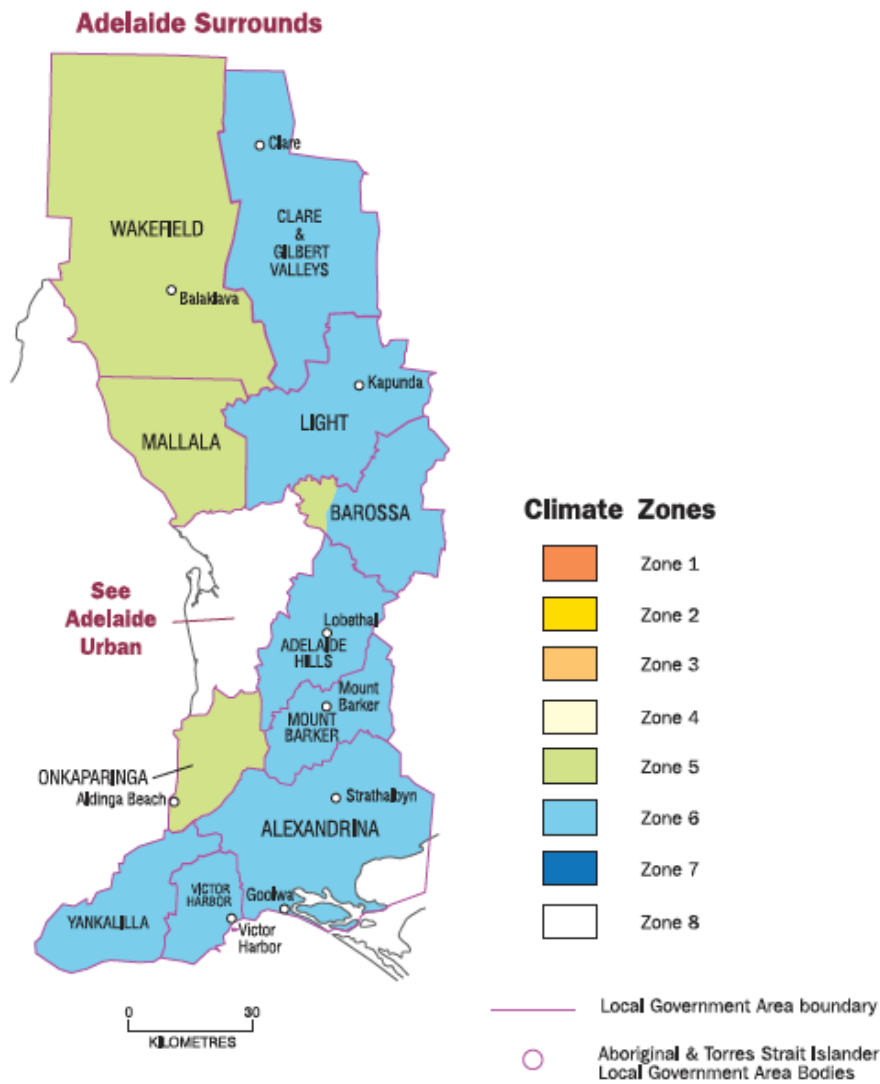 Adelaide Surrounds
Clare
WAKEFIELD
CLARE
&
GILBERT
VALLEYS
Balaklava
Kapunda
LIGHT
MALLALA
BAROSSA
See
Adelaide
Urban
Lobethal
ADELAIDE
HILLS
Mount
Barker
MOUNT
BARKER
ONKAPARINGA
Aldinga Beach
Strathalbyn
ALEXANDRINA
VICTOR
HARBOR
Goolwa
YANKALILLA
Victor
Harbor
0 30
KILOMETRES
Climate Zones
Zone 1
Zone 2
Zone 3
Zone 4
Zone 5
Zone 6
Zone 7
Zone 8
Local Government Area boundary
Aboriginal & Torres Strait Islander
Local Government Area Bodies